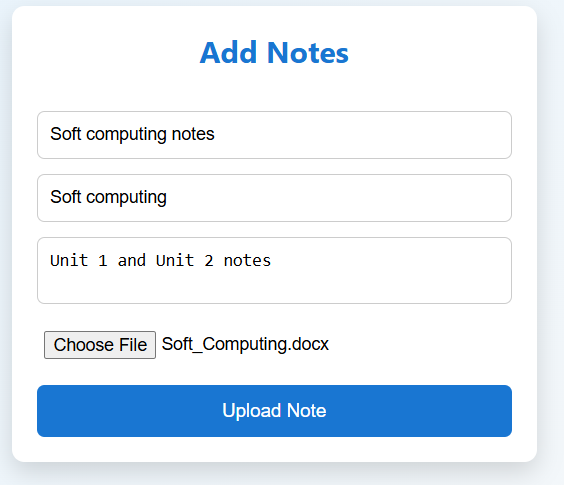 Add Notes
Soft computing notes
Soft computing
Unit 1 and Unit 2 notes
Choose File Soft_Computing.docx
Upload Note